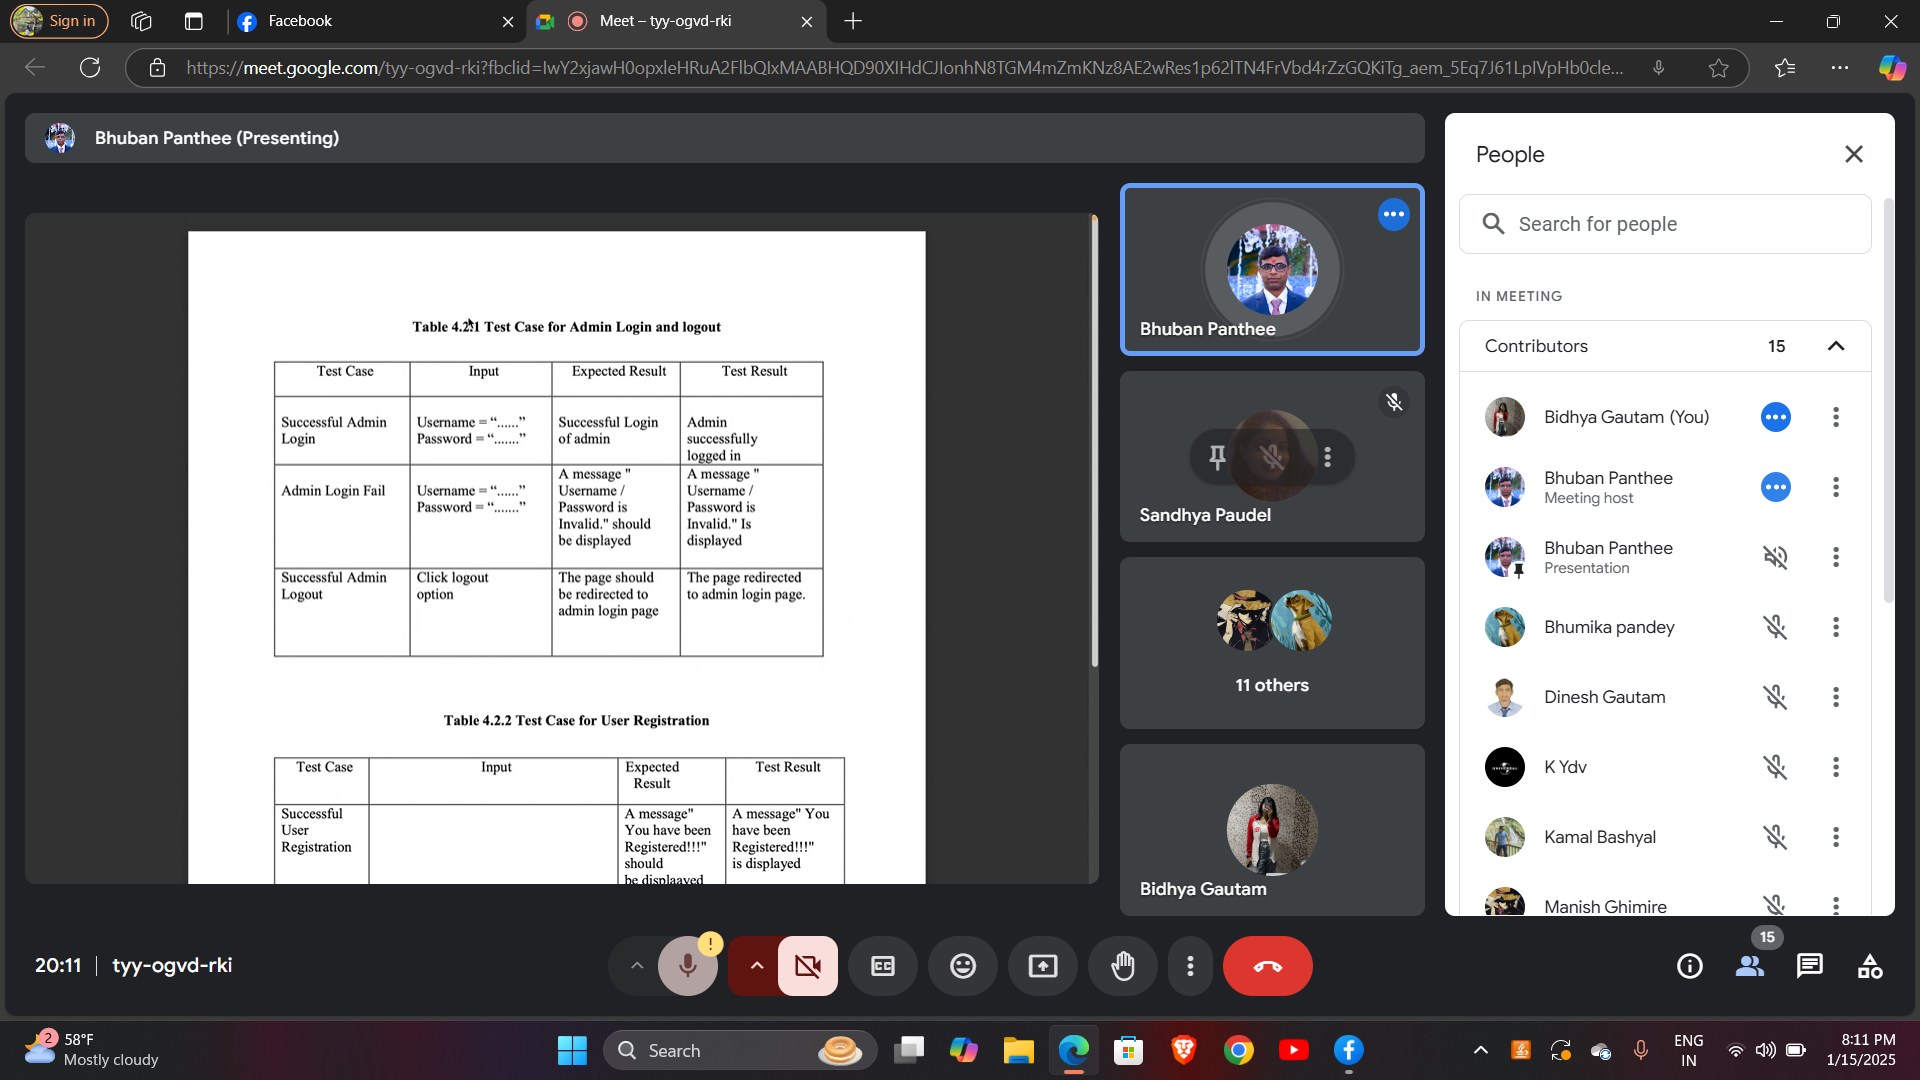 Sign in
Facebook
Meet – tyy-ogvd-rki
https://meet.google.com/tyy-ogvd-rki?fbclid=
Bhuban Panthee (Presenting)
Table 4.2.1 Test Case for Admin Login and logout
Test Case Input Expected Result Test Result
Successful Admin Login
Username = “......”
Password = “.......”
Successful Login
of admin
Admin
successfully
logged in
Admin Login Fail
Username = “......”
Password = “.......”
A message "
Username /
Password is
Invalid." should
be displayed
A message "
Username /
Password is
Invalid." Is
displayed
Successful Admin
Logout
Click logout
option
The page should
be redirected to
admin login page
The page redirected
to admin login page.
Table 4.2.2 Test Case for User Registration
Test Case Input Expected
Result
Test Result
Successful
User
Registration
A message"
You have been
Registered!!!"
should
be displaayed
A message" You
have been
Registered!!!"
is displayed
Bhuban Panthee
Sandhya Paudel
11 others
Bidhya Gautam
People
Search for people
IN MEETING
Contributors 15
Bidhya Gautam (You)
Bhuban Panthee
Meeting host
Bhuban Panthee
Presentation
Bhumika pandey
Dinesh Gautam
K Ydv
Kamal Bashyal
Manish Ghimire
20:11 | tyy-ogvd-rki
!
15
2
58°F
Mostly cloudy
Search
ENG
IN
8:11 PM
1/15/2025